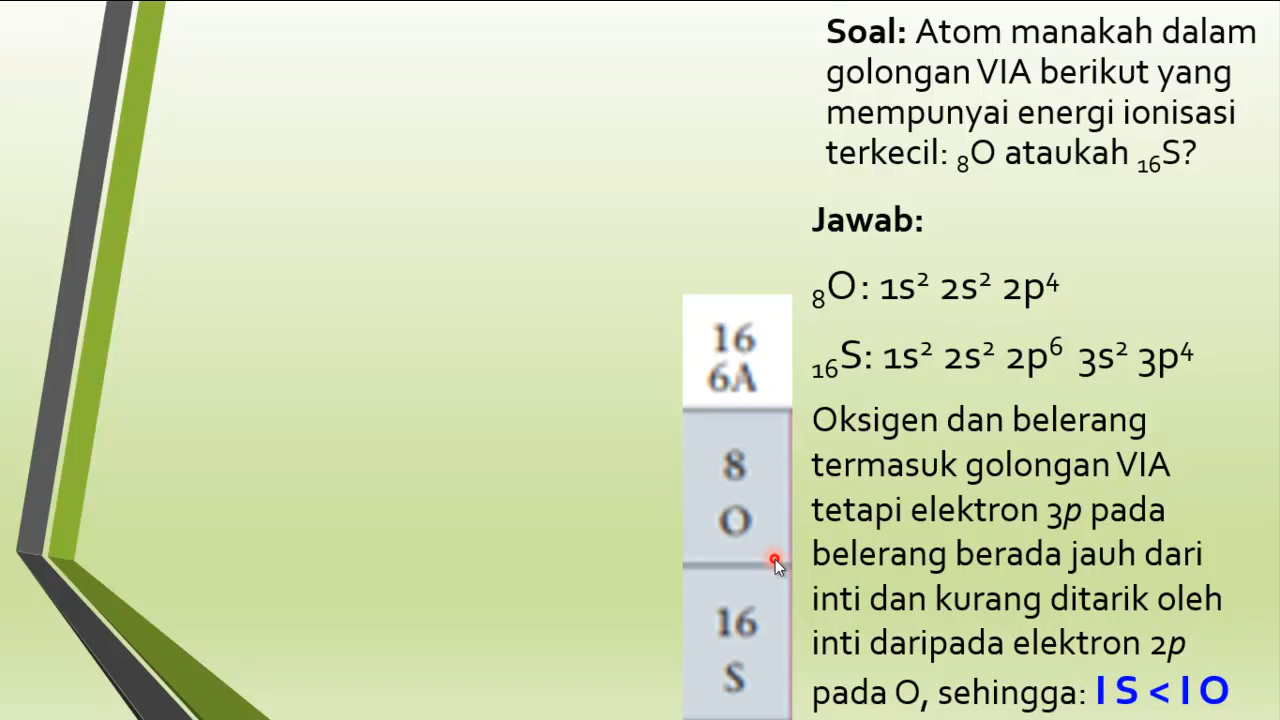 Soal: Atom manakah dalam
golongan VIA berikut yang
mempunyai energi ionisasi
terkecil: ₈O ataukah ₁₆S?
Jawab:
₈O: 1s² 2s² 2p⁴
₁₆S: 1s² 2s² 2p⁶ 3s² 3p⁴
Oksigen dan belerang
termasuk golongan VIA
tetapi elektron 3p pada
belerang berada jauh dari
inti dan kurang ditarik oleh
inti daripada elektron 2p
pada O, sehingga: I S < I O
16
6A
8
O
16
S